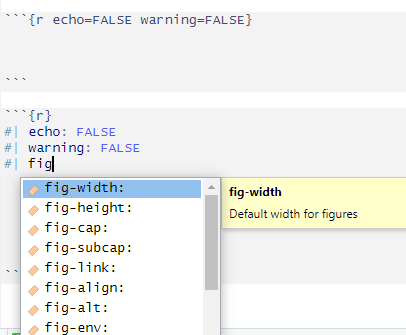 ```{r echo=FALSE warning=FALSE}
```
```{r}
#| echo: FALSE
#| warning: FALSE
#| fig
fig-width:
fig-height:
fig-cap:
fig-subcap:
fig-link:
fig-align:
fig-alt:
fig-env:
fig-width
Default width for figures